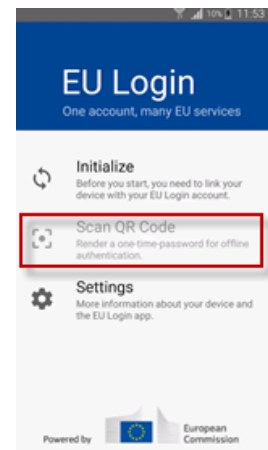 10% 11:53
EU Login
One account, many EU services
Initialize
Before you start, you need to link your
device with your EU Login account.
Scan QR Code
Render a one-time-password for offline
authentication.
Settings
More information about your device and
the EU Login app.
Powered by
European
Commission